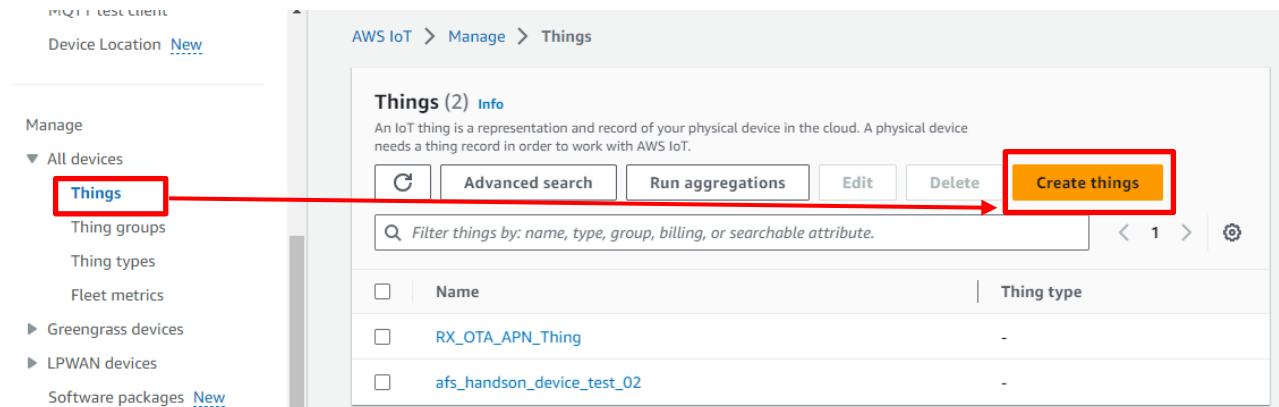 MQTT test client
Device Location New
Manage
All devices
Things
Thing groups
Thing types
Fleet metrics
Greengrass devices
LPWAN devices
Software packages New
AWS IoT > Manage > Things
Things (2) Info
An IoT thing is a representation and record of your physical device in the cloud. A physical device
needs a thing record in order to work with AWS IoT.
Advanced search Run aggregations Edit Delete Create things
Filter things by: name, type, group, billing, or searchable attribute. < 1 >
Name Thing type
RX_OTA_APN_Thing -
afs_handson_device_test_02 -